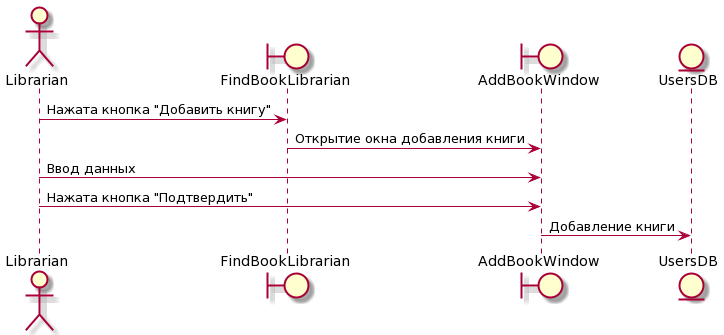 Librarian FindBookLibrarian AddBookWindow UsersDB
Нажата кнопка "Добавить книгу"
Открытие окна добавления книги
Ввод данных
Нажата кнопка "Подтвердить"
Добавление книги
Librarian FindBookLibrarian AddBookWindow UsersDB